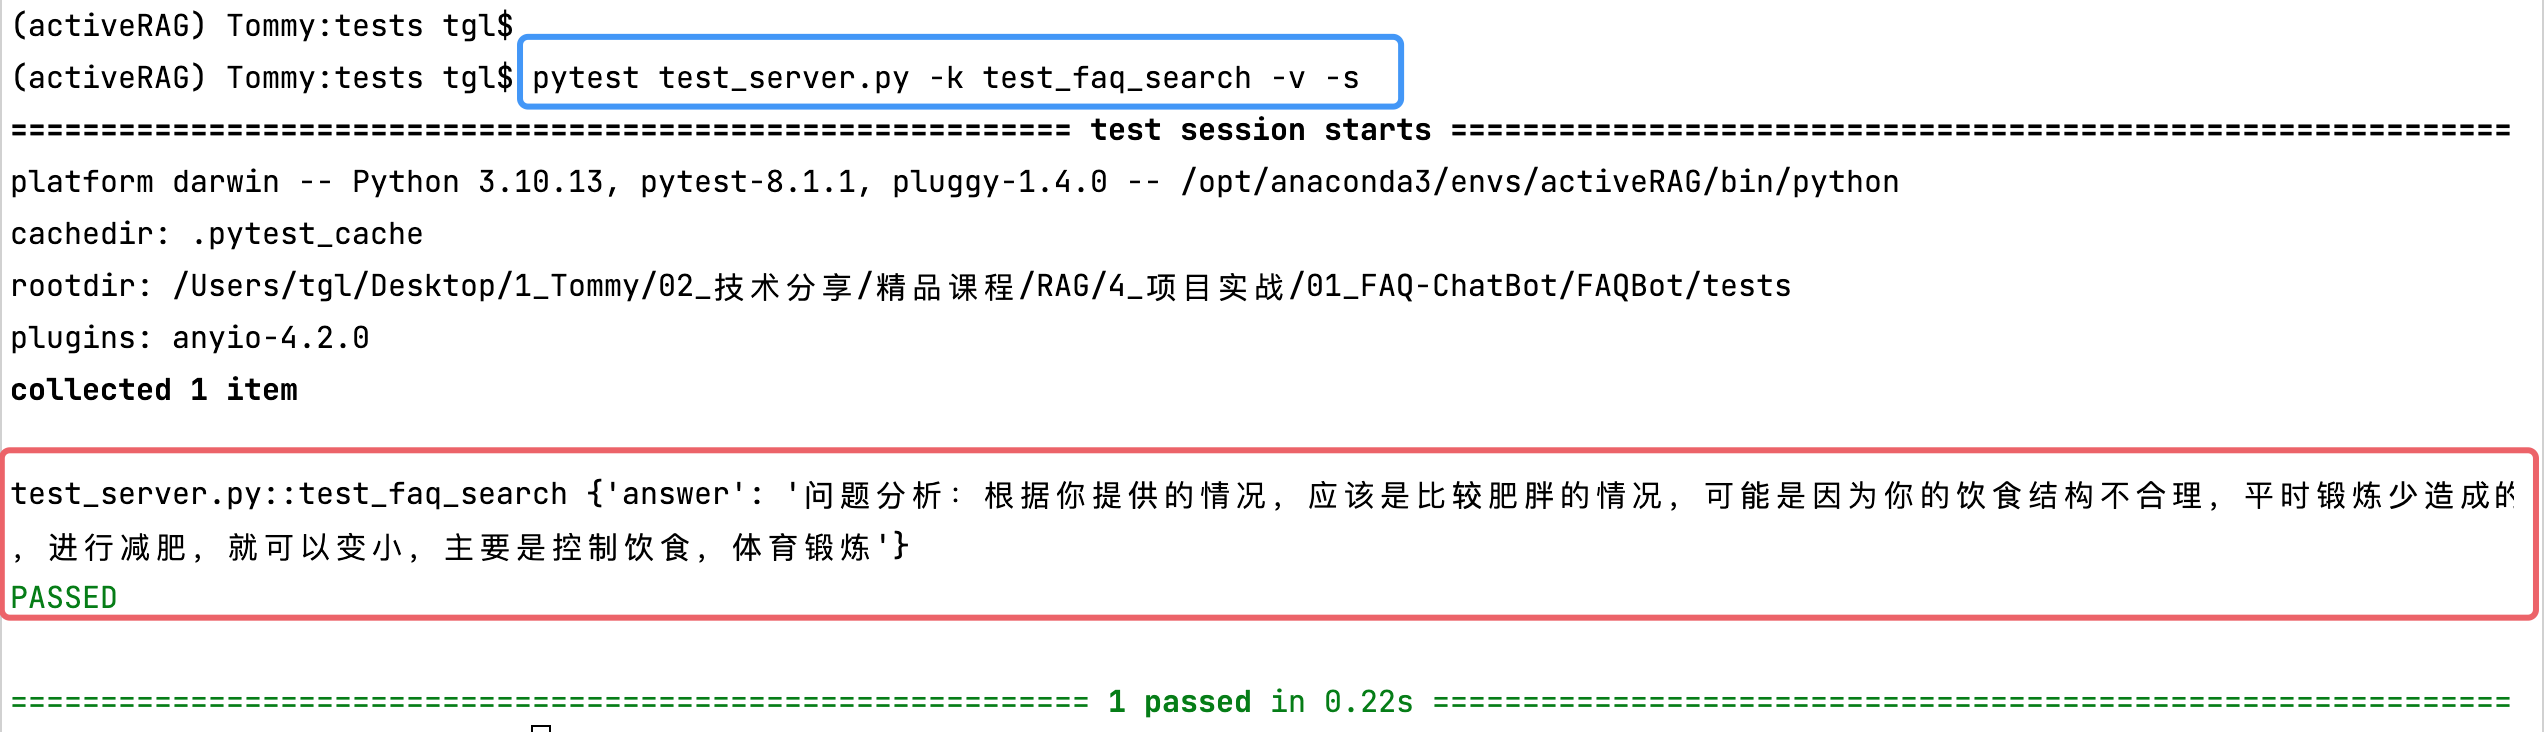 (activeRAG) Tommy:tests tgl$
(activeRAG) Tommy:tests tgl$ pytest test_server.py -k test_faq_search -v -s
=========================================================== test session starts ===========================================================
platform darwin -- Python 3.10.13, pytest-8.1.1, pluggy-1.4.0 -- /opt/anaconda3/envs/activeRAG/bin/python
cachedir: .pytest_cache
rootdir: /Users/tgl/Desktop/1_Tommy/02_技术分享/精品课程/RAG/4_项目实战/01_FAQ-ChatBot/FAQBot/tests
plugins: anyio-4.2.0
collected 1 item
test_server.py::test_faq_search {'answer': '问题分析：根据你提供的情况，应该是比较肥胖的情况，可能是因为你的饮食结构不合理，平时锻炼少造成的
，进行减肥，就可以变小，主要是控制饮食，体育锻炼'}
PASSED
============================================================ 1 passed in 0.22s ============================================================